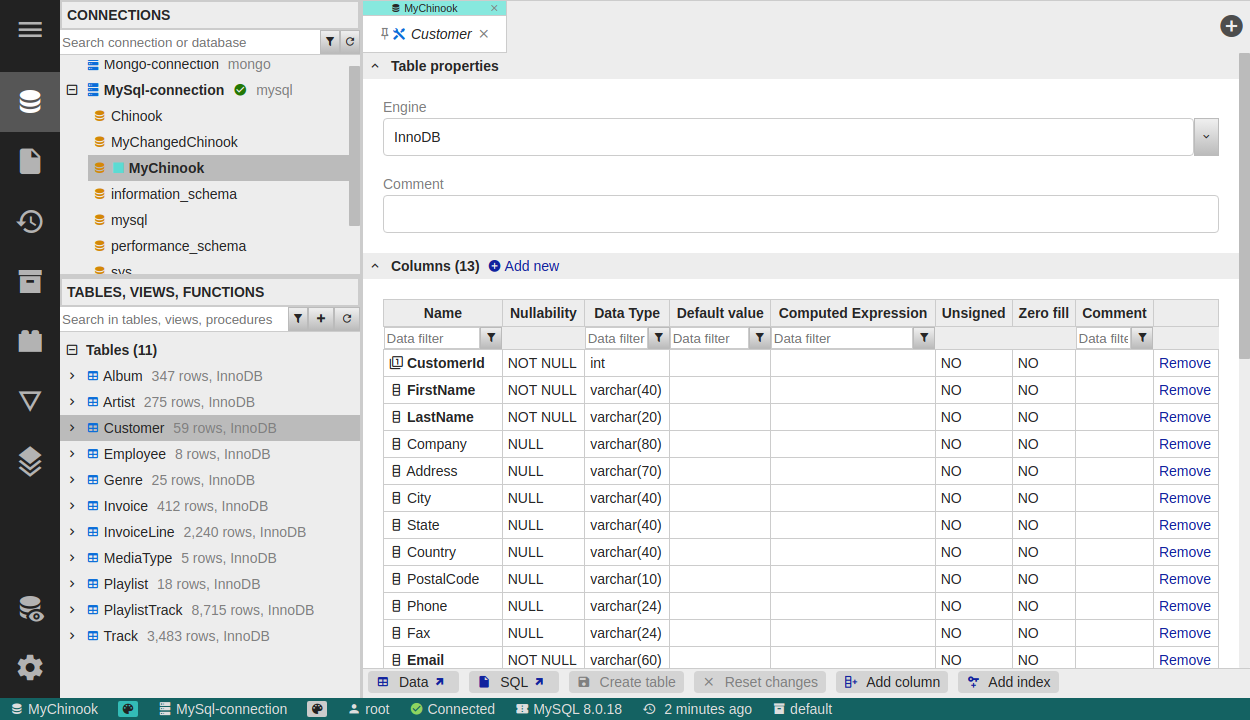 CONNECTIONS
Search connection or database
Mongo-connection mongo
MySql-connection mysql
Chinook
MyChangedChinook
MyChinook
information_schema
mysql
performance_schema
sys
TABLES, VIEWS, FUNCTIONS
Search in tables, views, procedures
Tables (11)
Album 347 rows, InnoDB
Artist 275 rows, InnoDB
Customer 59 rows, InnoDB
Employee 8 rows, InnoDB
Genre 25 rows, InnoDB
Invoice 412 rows, InnoDB
InvoiceLine 2,240 rows, InnoDB
MediaType 5 rows, InnoDB
Playlist 18 rows, InnoDB
PlaylistTrack 8,715 rows, InnoDB
Track 3,483 rows, InnoDB
MyChinook
Customer
Table properties
Engine
InnoDB
Comment
Columns (13) Add new
Name Nullability Data Type Default value Computed Expression Unsigned Zero fill Comment
Data filter Data filter Data filter Data filter Data filte
CustomerId NOT NULL int NO NO Remove
FirstName NOT NULL varchar(40) NO NO Remove
LastName NOT NULL varchar(20) NO NO Remove
Company NULL varchar(80) NO NO Remove
Address NULL varchar(70) NO NO Remove
City NULL varchar(40) NO NO Remove
State NULL varchar(40) NO NO Remove
Country NULL varchar(40) NO NO Remove
PostalCode NULL varchar(10) NO NO Remove
Phone NULL varchar(24) NO NO Remove
Fax NULL varchar(24) NO NO Remove
Email NOT NULL varchar(60) NO NO Remove
Data SQL Create table Reset changes Add column Add index
MyChinook MySql-connection root Connected MySQL 8.0.18 2 minutes ago default